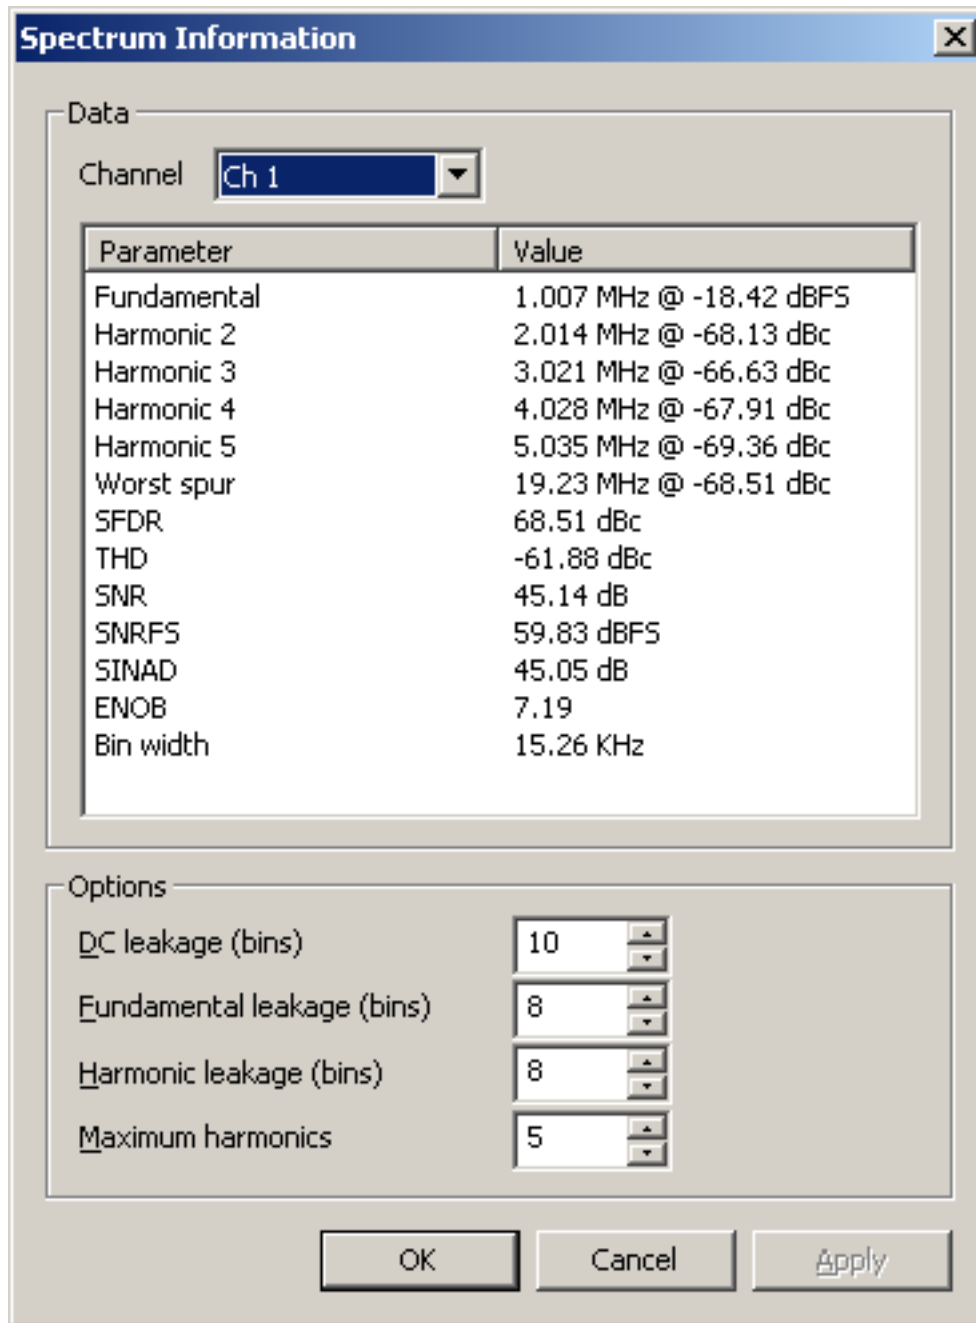 Spectrum Information
Data
Channel Ch 1
Parameter Value
Fundamental 1.007 MHz @ -18.42 dBFS
Harmonic 2 2.014 MHz @ -68.13 dBc
Harmonic 3 3.021 MHz @ -66.63 dBc
Harmonic 4 4.028 MHz @ -67.91 dBc
Harmonic 5 5.035 MHz @ -69.36 dBc
Worst spur 19.23 MHz @ -68.51 dBc
SFDR 68.51 dBc
THD -61.88 dBc
SNR 45.14 dB
SNRFS 59.83 dBFS
SINAD 45.05 dB
ENOB 7.19
Bin width 15.26 KHz
Options
DC leakage (bins) 10
Fundamental leakage (bins) 8
Harmonic leakage (bins) 8
Maximum harmonics 5
OK Cancel Apply